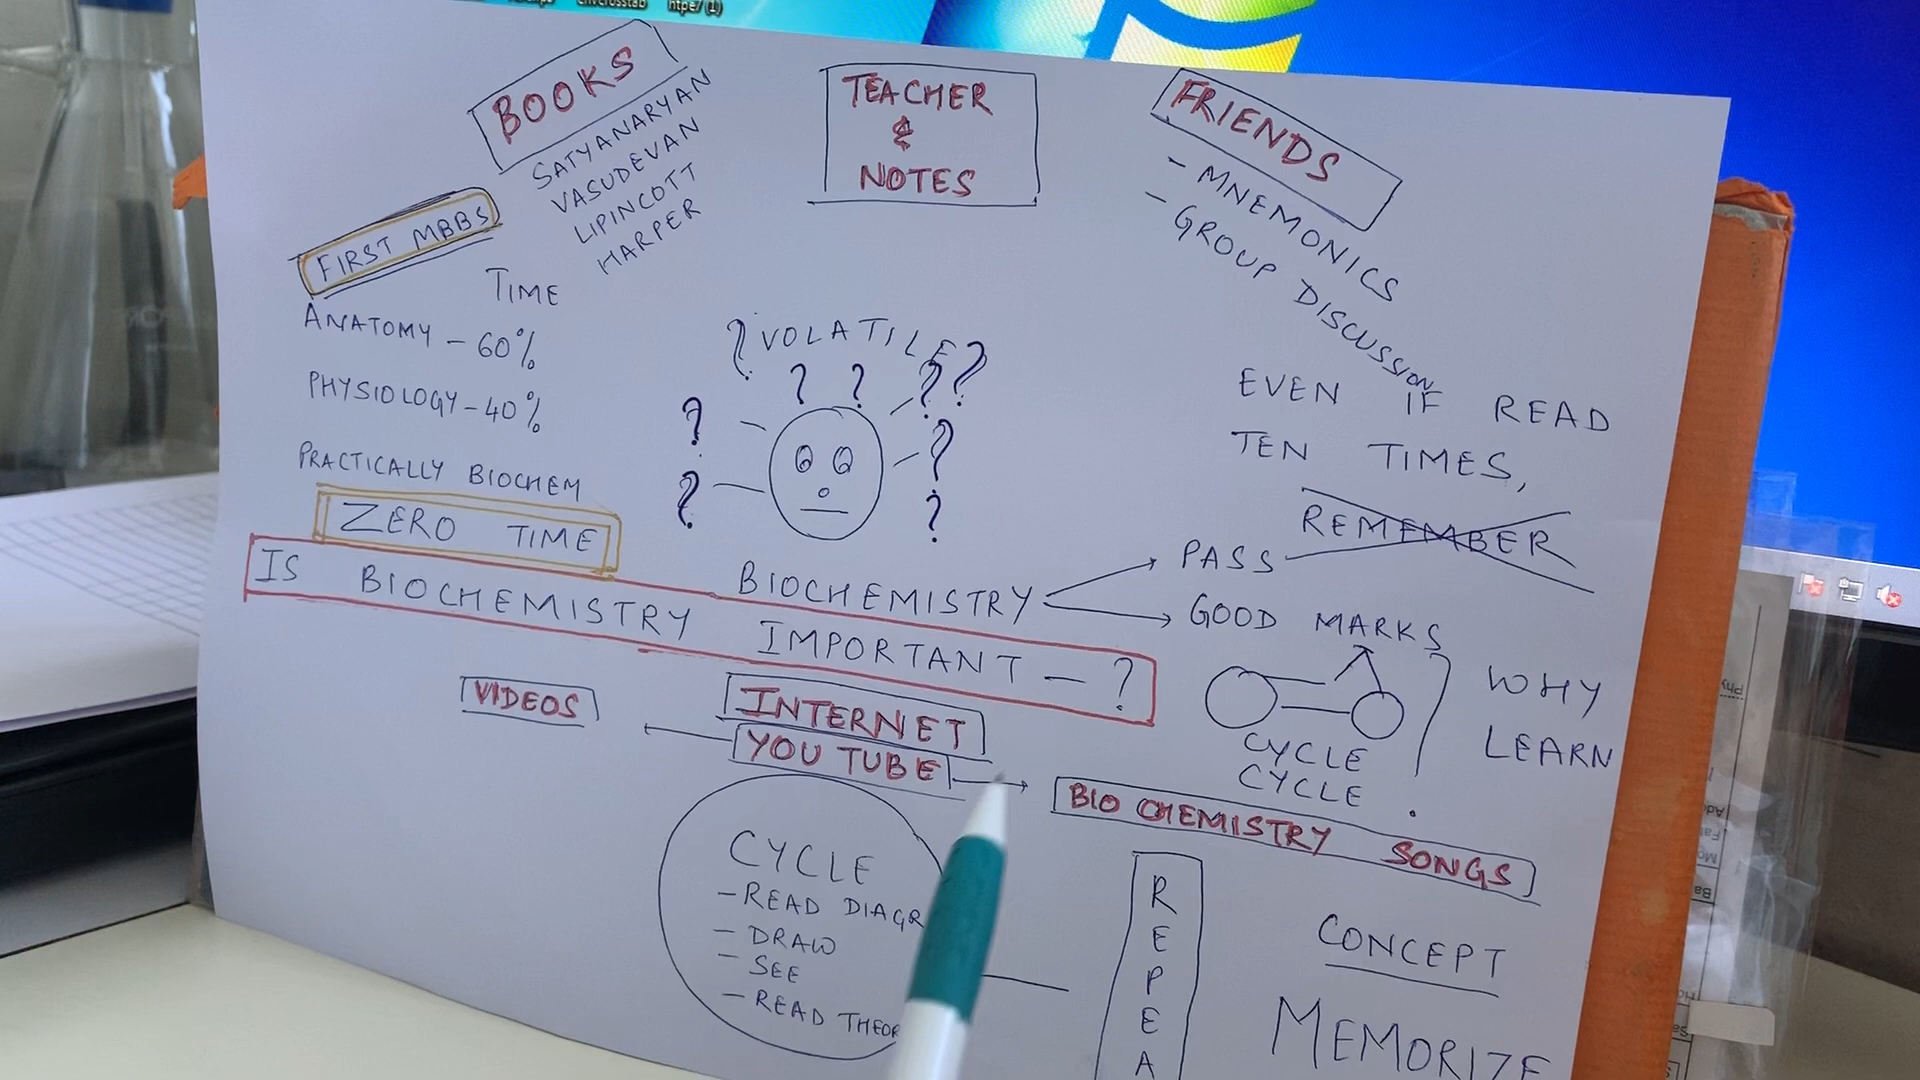 BOOKS
SATYANARYAN
VASUDEVAN
LIPINCOTT
HARPER
TEACHER
&
NOTES
FRIENDS
- MNEMONICS
- GROUP DISCUSSION
FIRST MBBS
TIME
ANATOMY - 60%
PHYSIOLOGY - 40%
PRACTICALLY BIOCHEM
ZERO TIME
? VOLATILE ?
? ? ?
? ?
? ?
EVEN IF READ
TEN TIMES,
REMEMBER
BIOCHEMISTRY
PASS
GOOD MARKS
IS BIOCHEMISTRY IMPORTANT - ?
CYCLE
CYCLE
WHY
LEARN
VIDEOS
INTERNET
YOU TUBE
BIO CHEMISTRY SONGS
CYCLE
- READ DIAGR
- DRAW
- SEE
- READ THEOR
REPEA
CONCEPT
MEMORIZE